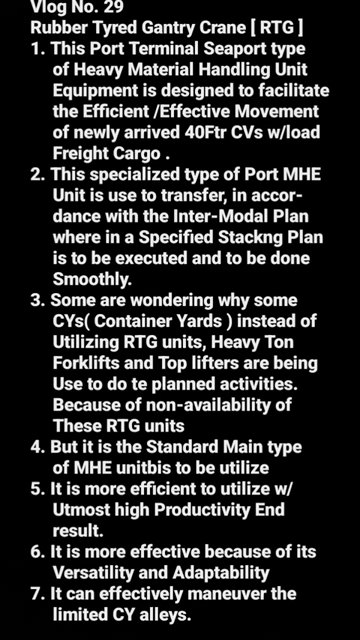 Vlog No. 29
Rubber Tyred Gantry Crane [ RTG ]
1. This Port Terminal Seaport type
of Heavy Material Handling Unit
Equipment is designed to facilitate
the Efficient /Effective Movement
of newly arrived 40Ftr CVs w/load
Freight Cargo .
2. This specialized type of Port MHE
Unit is use to transfer, in accor-
dance with the Inter-Modal Plan
where in a Specified Stackng Plan
is to be executed and to be done
Smoothly.
3. Some are wondering why some
CYs( Container Yards ) instead of
Utilizing RTG units, Heavy Ton
Forklifts and Top lifters are being
Use to do te planned activities.
Because of non-availability of
These RTG units
4. But it is the Standard Main type
of MHE unitbis to be utilize
5. It is more efficient to utilize w/
Utmost high Productivity End
result.
6. It is more effective because of its
Versatility and Adaptability
7. It can effectively maneuver the
limited CY alleys.